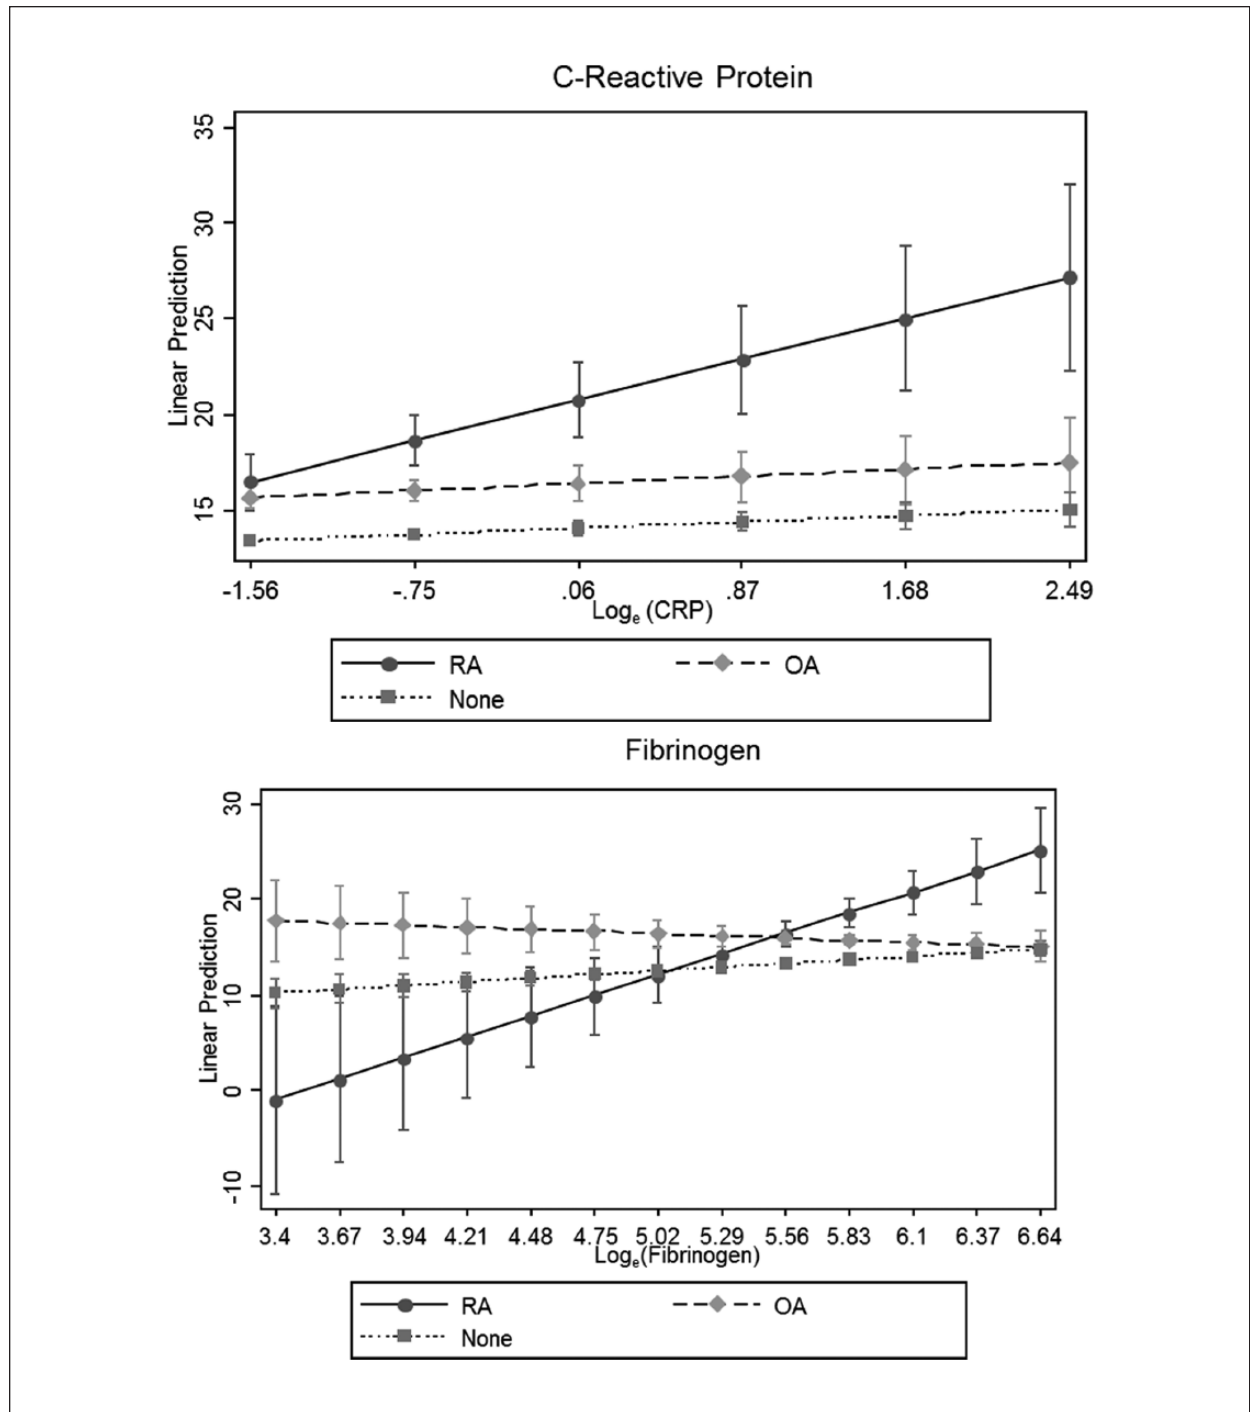 C-Reactive Protein
35
30
25
20
15
Linear Prediction
-1.56 -.75 .06 .87 1.68 2.49
Logₑ (CRP)
RA OA
None
Fibrinogen
30
20
10
0
-10
Linear Prediction
3.4 3.67 3.94 4.21 4.48 4.75 5.02 5.29 5.56 5.83 6.1 6.37 6.64
Logₑ(Fibrinogen)
RA OA
None